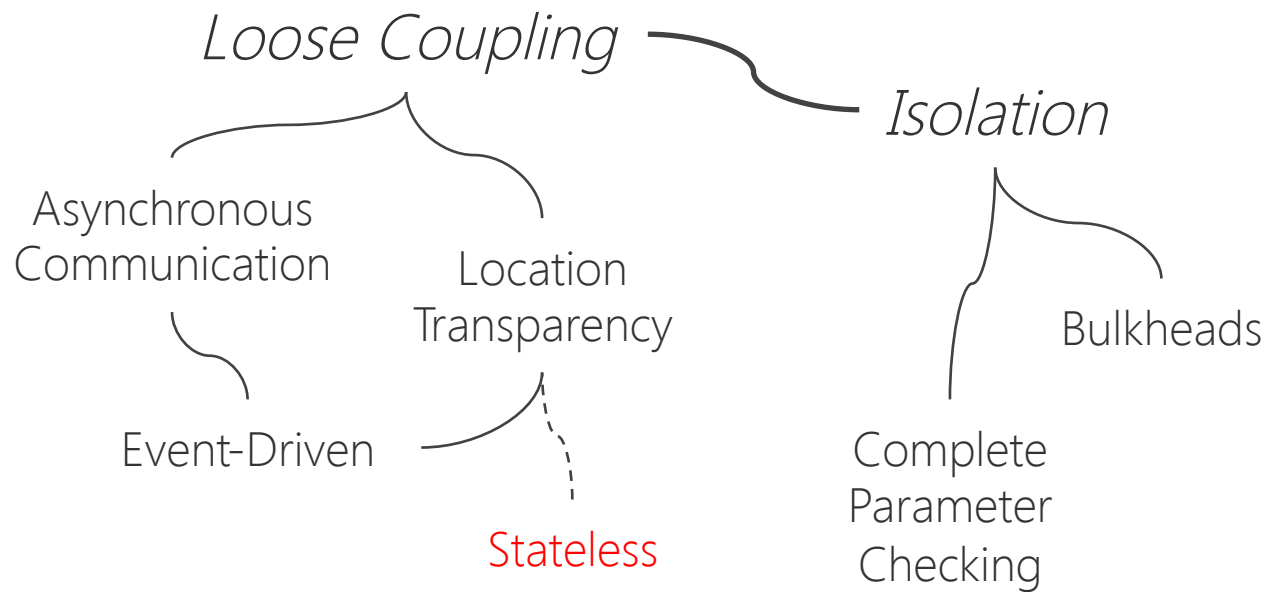 Loose Coupling
Isolation
Asynchronous
Communication
Location
Transparency
Bulkheads
Event-Driven
Complete
Parameter
Checking
Stateless